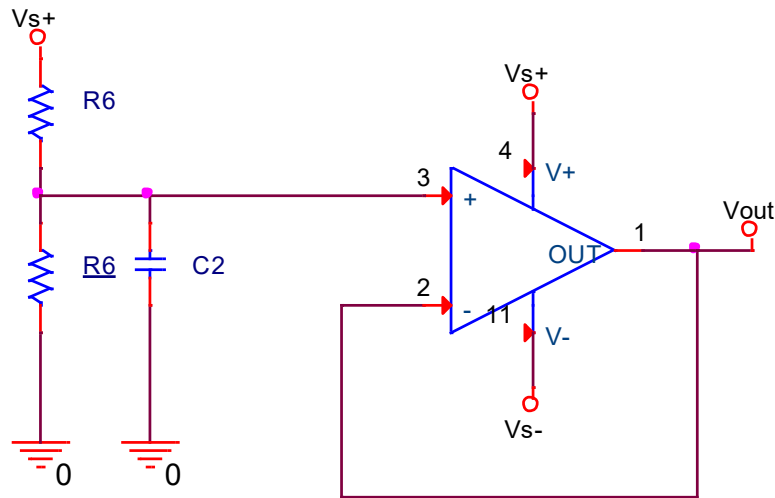 Vs+
R6
Vs+
4
V+
3
+
Vout
1
OUT
R6
C2
2
-
11
V-
Vs-
0
0